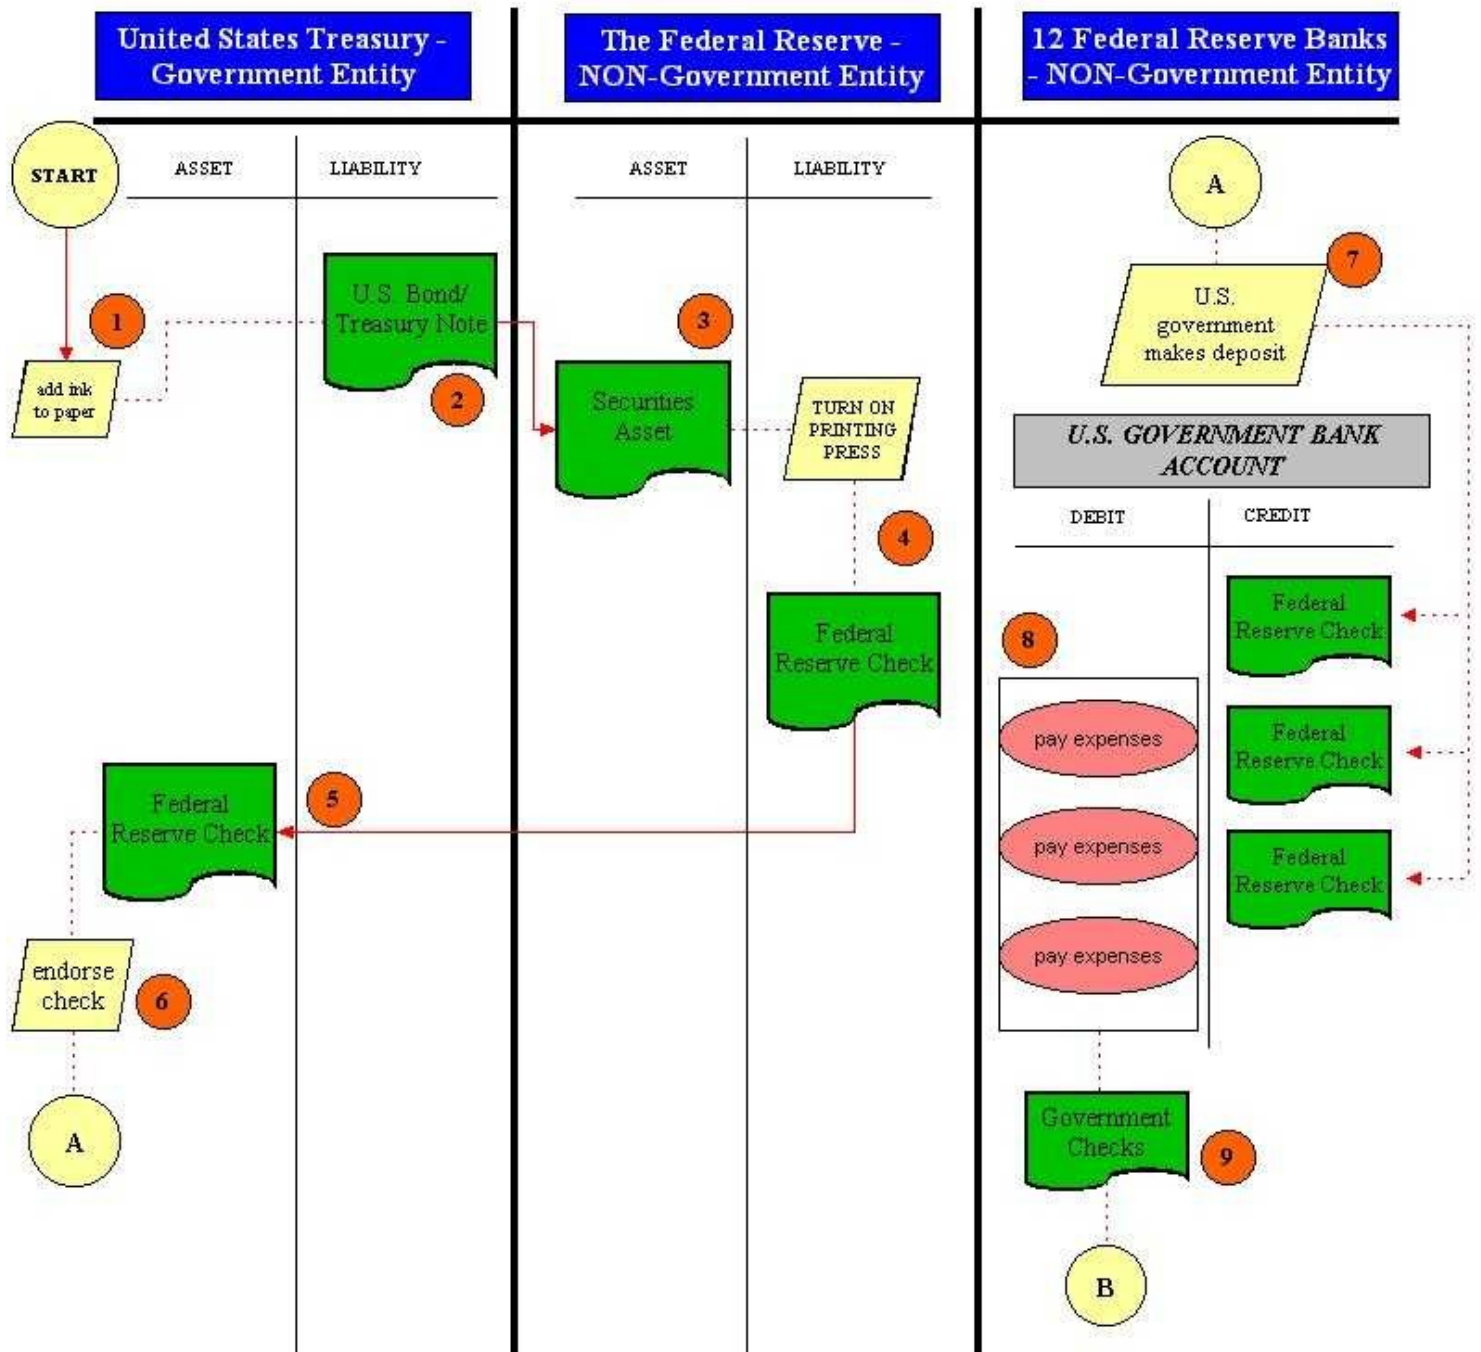 United States Treasury -
Government Entity
The Federal Reserve -
NON-Government Entity
12 Federal Reserve Banks
- NON-Government Entity
START
ASSET
LIABILITY
1
add ink
to paper
U.S. Bond/
Treasury Note
2
ASSET
LIABILITY
3
Securities
Asset
TURN ON
PRINTING
PRESS
4
Federal
Reserve Check
5
Federal
Reserve Check
endorse
check
6
A
A
7
U.S.
government
makes deposit
U.S. GOVERNMENT BANK
ACCOUNT
DEBIT
CREDIT
8
pay expenses
pay expenses
pay expenses
Federal
Reserve Check
Federal
Reserve Check
Federal
Reserve Check
Government
Checks
9
B